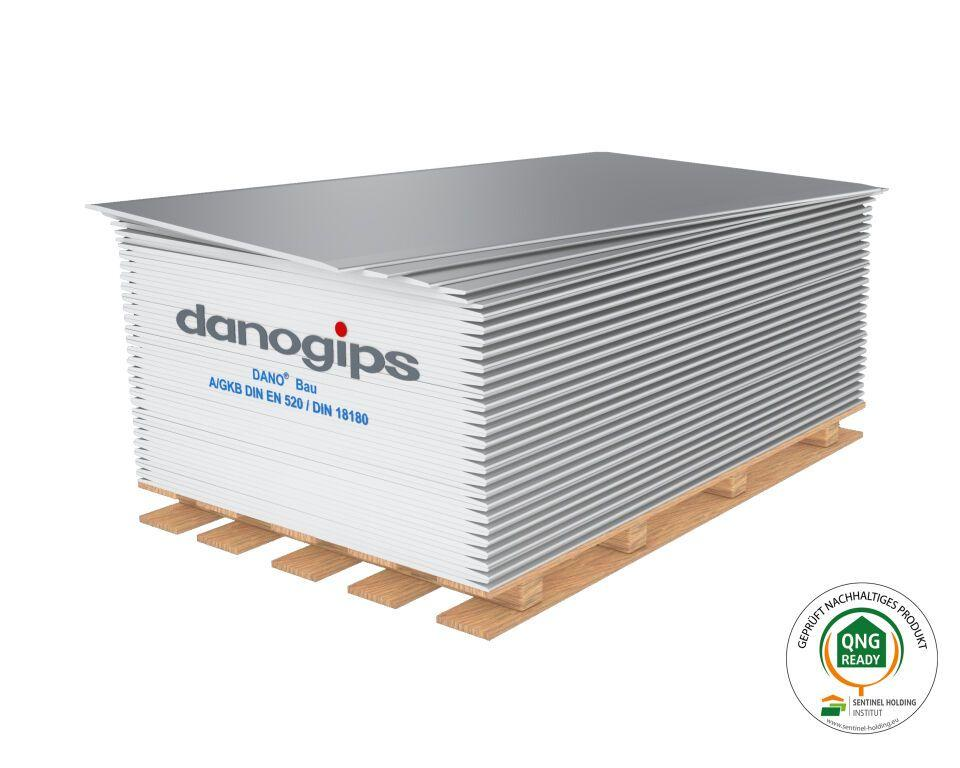 danogips
DANO® Bau
A/GKB DIN EN 520 / DIN 18180
GEPRÜFT NACHHALTIGES PRODUKT
QNG
READY
SENTINEL HOLDING
INSTITUT
www.sentinel-holding.eu